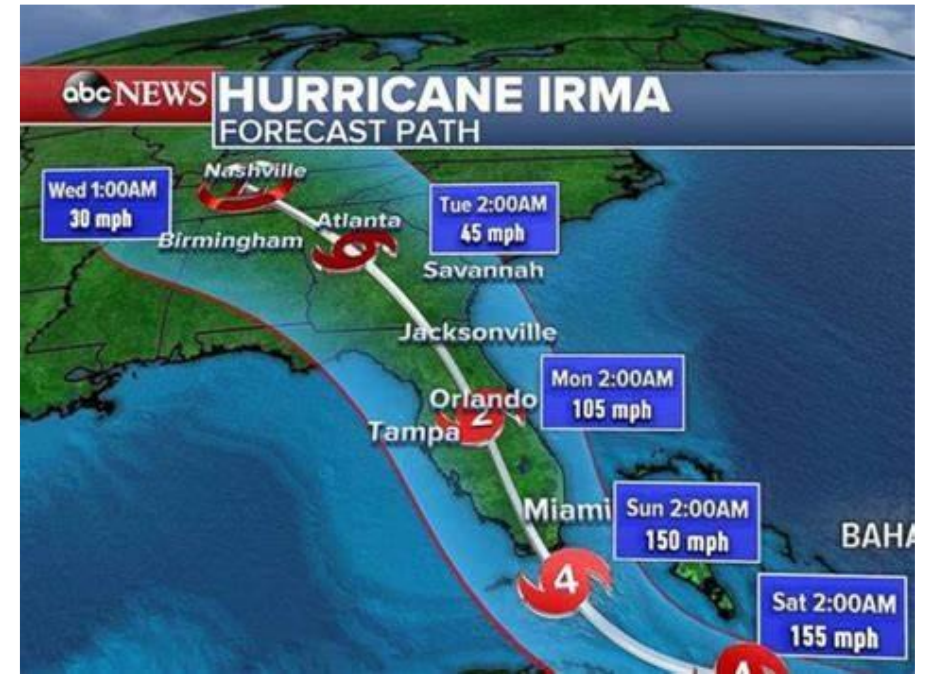 abc NEWS
HURRICANE IRMA
FORECAST PATH
Nashville
Wed 1:00AM
30 mph
Atlanta
Tue 2:00AM
45 mph
Birmingham
Savannah
Jacksonville
Mon 2:00AM
105 mph
Orlando
2
Tampa
Miami
Sun 2:00AM
150 mph
BAHA
4
Sat 2:00AM
155 mph